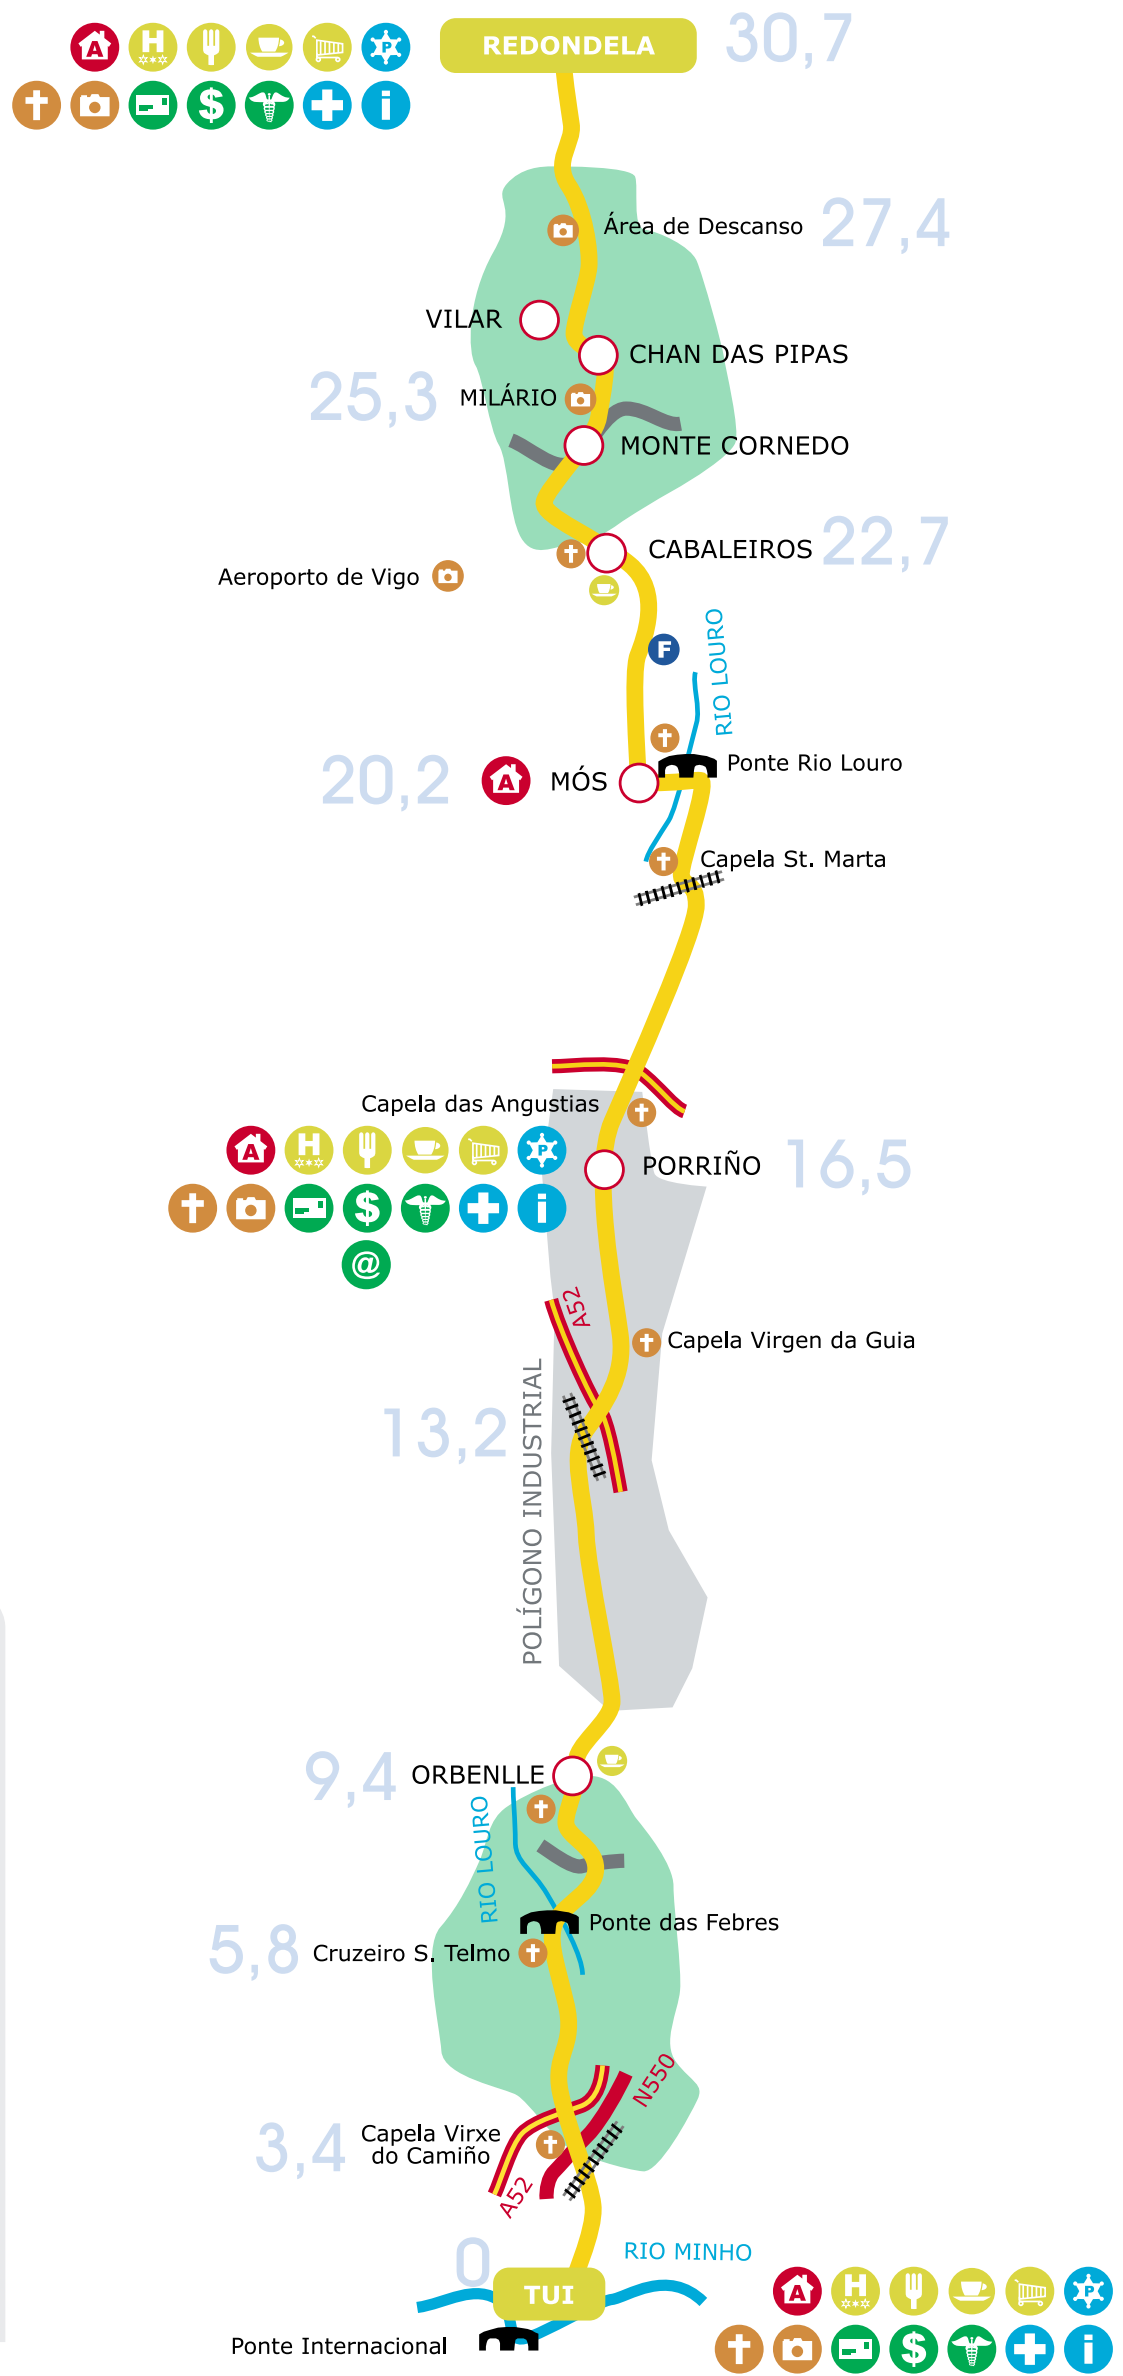 REDONDELA
30,7
Área de Descanso
27,4
VILAR
CHAN DAS PIPAS
25,3
MILÁRIO
MONTE CORNEDO
CABALEIROS
22,7
Aeroporto de Vigo
F
RIO LOURO
Ponte Rio Louro
20,2
A
MÓS
Capela St. Marta
Capela das Angustias
A
H
P
PORRIÑO
16,5
$
i
@
A52
Capela Virgen da Guia
13,2
POLÍGONO INDUSTRIAL
9,4
ORBENLLE
RIO LOURO
Ponte das Febres
5,8
Cruzeiro S. Telmo
N550
3,4
Capela Virxe
do Camiño
A52
0
RIO MINHO
TUI
Ponte Internacional
A
H
P
$
i
A
H
P
$
i